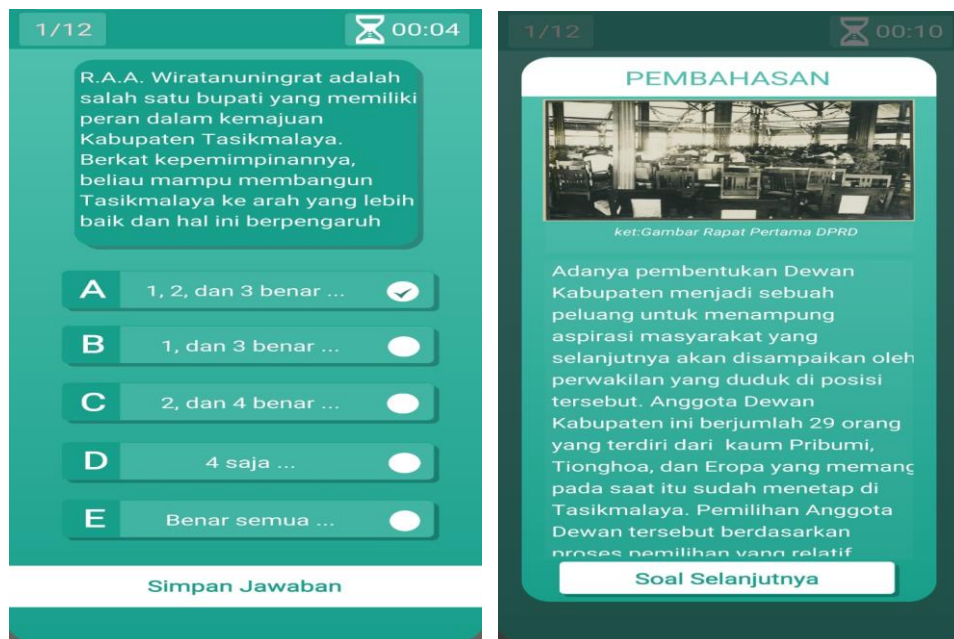 1/12
00:04
R.A.A. Wiratanuningrat adalah
salah satu bupati yang memiliki
peran dalam kemajuan
Kabupaten Tasikmalaya.
Berkat kepemimpinannya,
beliau mampu membangun
Tasikmalaya ke arah yang lebih
baik dan hal ini berpengaruh
A 1, 2, dan 3 benar ...
B 1, dan 3 benar ...
C 2, dan 4 benar ...
D 4 saja ...
E Benar semua ...
Simpan Jawaban
1/12
00:10
PEMBAHASAN
ket:Gambar Rapat Pertama DPRD
Adanya pembentukan Dewan
Kabupaten menjadi sebuah
peluang untuk menampung
aspirasi masyarakat yang
selanjutnya akan disampaikan oleh
perwakilan yang duduk di posisi
tersebut. Anggota Dewan
Kabupaten ini berjumlah 29 orang
yang terdiri dari kaum Pribumi,
Tionghoa, dan Eropa yang memang
pada saat itu sudah menetap di
Tasikmalaya. Pemilihan Anggota
Dewan tersebut berdasarkan
proses pemilihan yang relatif
Soal Selanjutnya